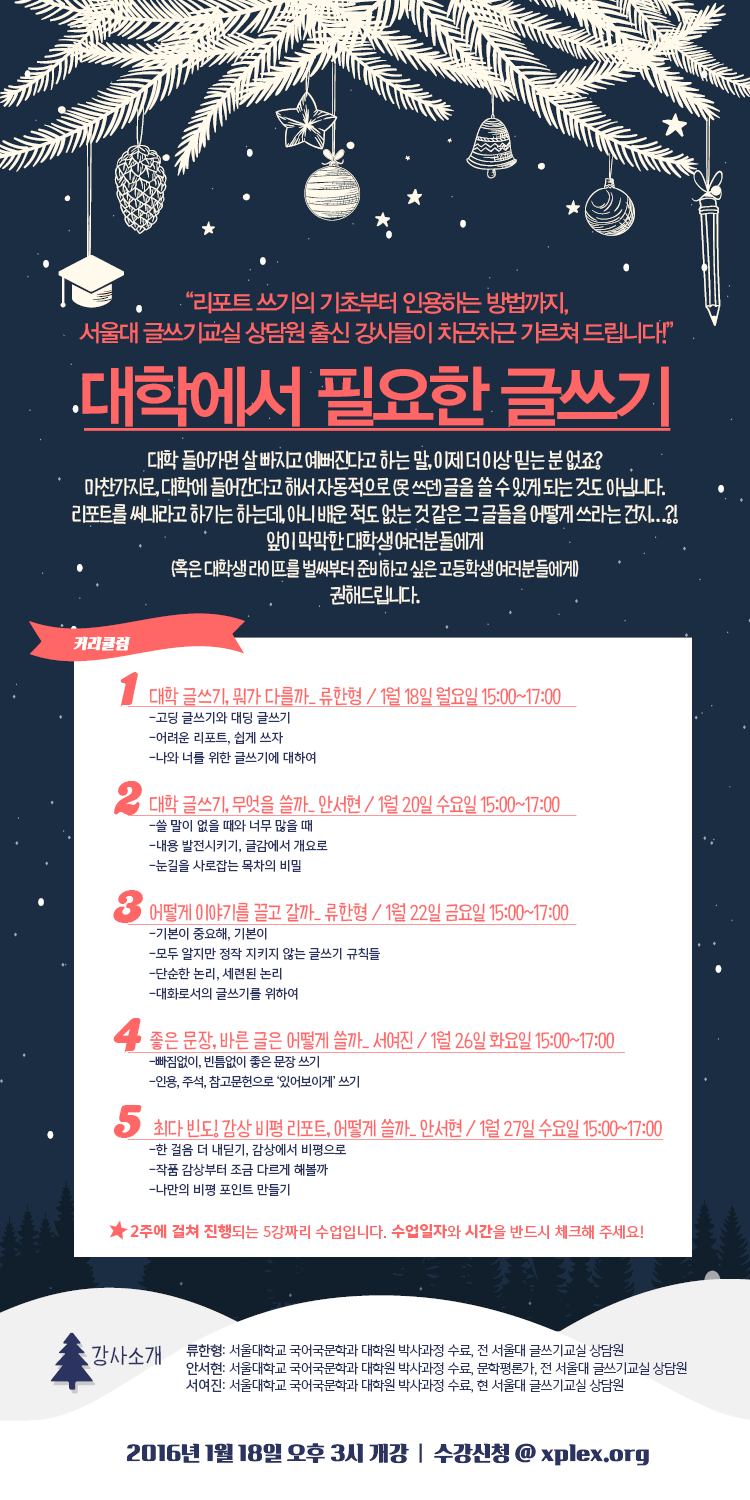 “리포트 쓰기의 기초부터 인용하는 방법까지,
서울대 글쓰기교실 상담원 출신 강사들이 차근차근 가르쳐 드립니다!”
대학에서 필요한 글쓰기
대학 들어가면 살 빠지고 예뻐진다고 하는 말, 이제 더 이상 믿는 분 없죠?
마찬가지로, 대학에 들어간다고 해서 자동적으로 (못 쓰던) 글을 쓸 수 있게 되는 것도 아닙니다.
리포트를 써내라고 하기는 하는데, 아니 배운 적도 없는 것 같은 그 글들을 어떻게 쓰라는 건지…?!
앞이 막막한 대학생 여러분들에게
(혹은 대학생 라이프를 벌써부터 준비하고 싶은 고등학생 여러분들에게)
권해드립니다.
커리큘럼
1 대학 글쓰기, 뭐가 다를까_ 류한형 / 1월 18일 월요일 15:00~17:00
-고딩 글쓰기와 대딩 글쓰기
-어려운 리포트, 쉽게 쓰자
-나와 너를 위한 글쓰기에 대하여
2 대학 글쓰기, 무엇을 쓸까_ 안서현 / 1월 20일 수요일 15:00~17:00
-쓸 말이 없을 때와 너무 많을 때
-내용 발전시키기, 글감에서 개요로
-눈길을 사로잡는 목차의 비밀
3 어떻게 이야기를 끌고 갈까_ 류한형 / 1월 22일 금요일 15:00~17:00
-기본이 중요해, 기본이
-모두 알지만 정작 지키지 않는 글쓰기 규칙들
-단순한 논리, 세련된 논리
-대화로서의 글쓰기를 위하여
4 좋은 문장, 바른 글은 어떻게 쓸까_ 서여진 / 1월 26일 화요일 15:00~17:00
-빠짐없이, 빈틈없이 좋은 문장 쓰기
-인용, 주석, 참고문헌으로 ‘있어보이게’ 쓰기
5 최다 빈도! 감상 비평 리포트, 어떻게 쓸까_ 안서현 / 1월 27일 수요일 15:00~17:00
-한 걸음 더 내딛기, 감상에서 비평으로
-작품 감상부터 조금 다르게 해볼까
-나만의 비평 포인트 만들기
★ 2주에 걸쳐 진행되는 5강짜리 수업입니다. 수업일자와 시간을 반드시 체크해 주세요!
강사소개
류한형: 서울대학교 국어국문학과 대학원 박사과정 수료, 전 서울대 글쓰기교실 상담원
안서현: 서울대학교 국어국문학과 대학원 박사과정 수료, 문학평론가, 전 서울대 글쓰기교실 상담원
서여진: 서울대학교 국어국문학과 대학원 박사과정 수료, 현 서울대 글쓰기교실 상담원
2016년 1월 18일 오후 3시 개강 | 수강신청 @ xplex.org